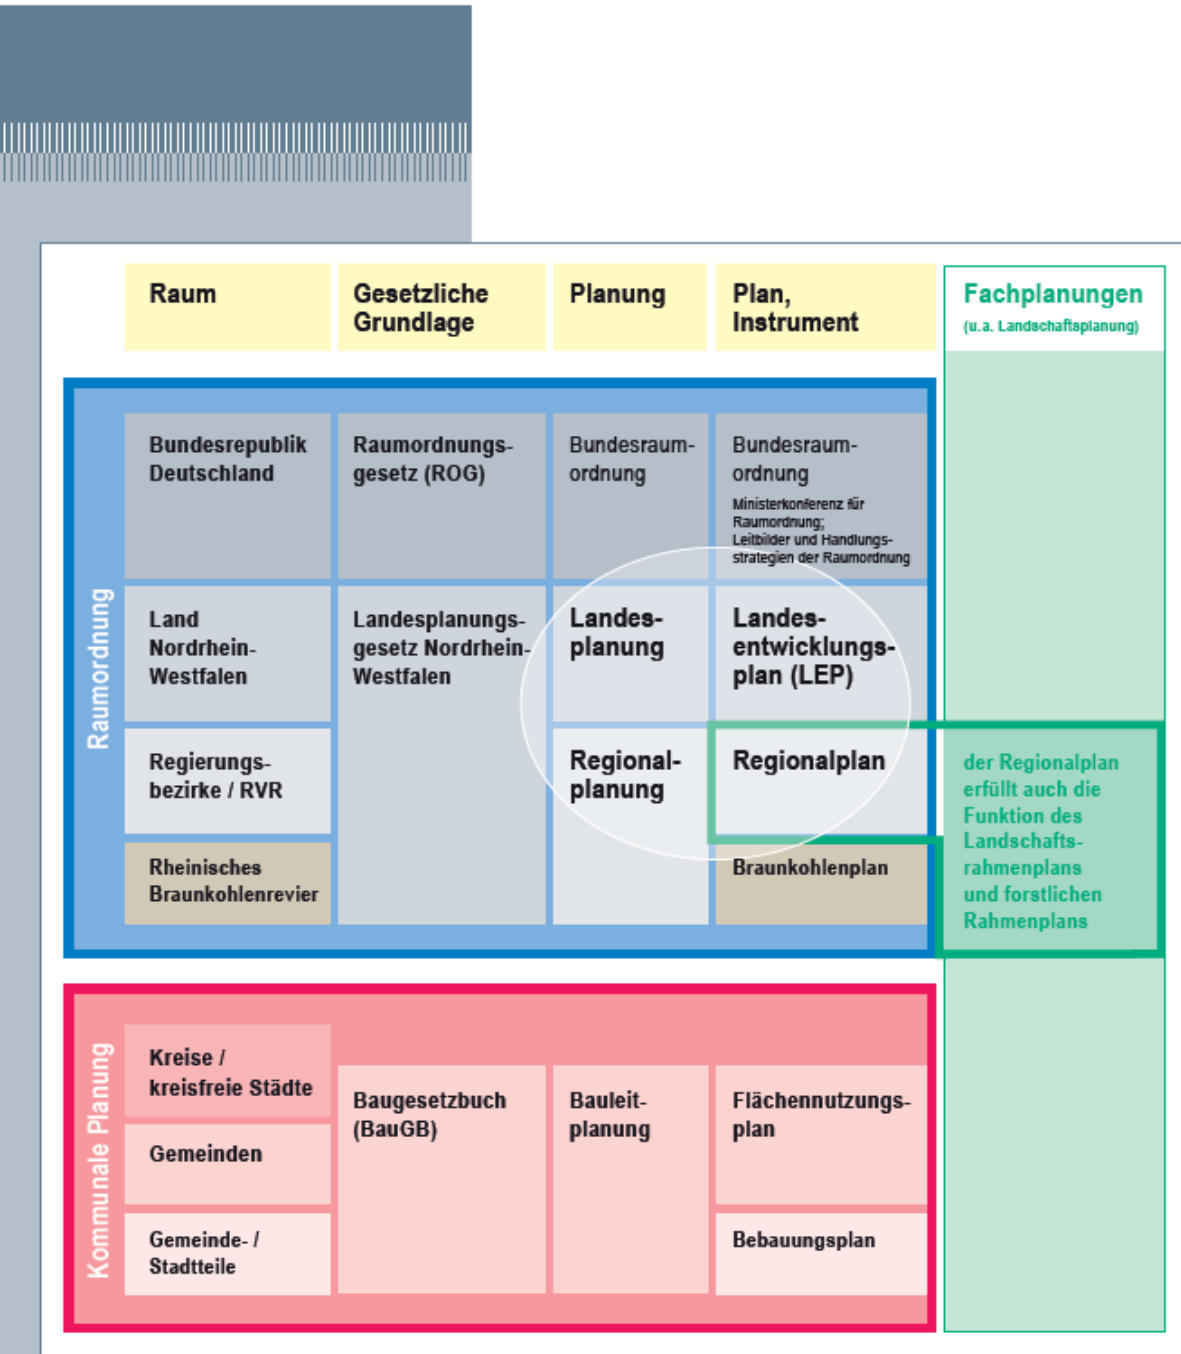 Raum
Gesetzliche
Grundlage
Planung
Plan,
Instrument
Fachplanungen
(u.a. Landschaftsplanung)
Raumordnung
Bundesrepublik
Deutschland
Raumordnungs-
gesetz (ROG)
Bundesraum-
ordnung
Bundesraum-
ordnung
Ministerkonferenz für
Raumordnung;
Leitbilder und Handlungs-
strategien der Raumordnung
Land
Nordrhein-
Westfalen
Landesplanungs-
gesetz Nordrhein-
Westfalen
Landes-
planung
Landes-
entwicklungs-
plan (LEP)
Regierungs-
bezirke / RVR
Regional-
planung
Regionalplan
der Regionalplan
erfüllt auch die
Funktion des
Landschafts-
rahmenplans
und forstlichen
Rahmenplans
Rheinisches
Braunkohlenrevier
Braunkohlenplan
Kommunale Planung
Kreise /
kreisfreie Städte
Gemeinden
Gemeinde- /
Stadtteile
Baugesetzbuch
(BauGB)
Bauleit-
planung
Flächennutzungs-
plan
Bebauungsplan